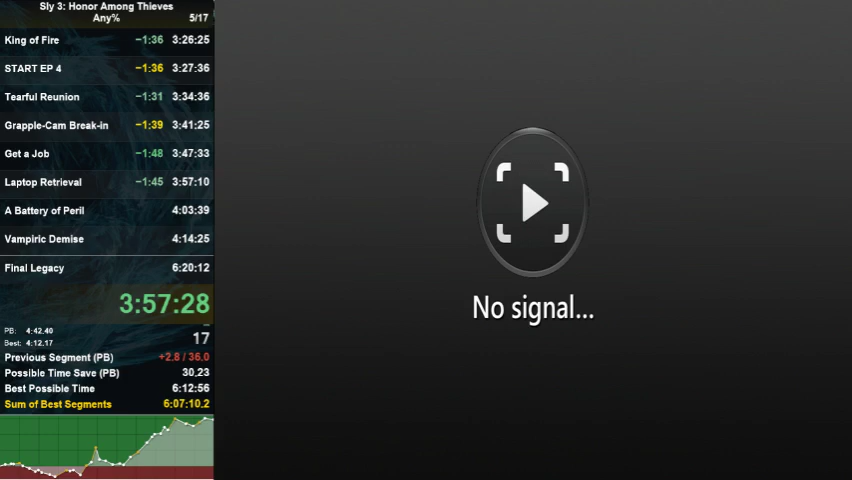 Sly 3: Honor Among Thieves
Any% 5/17
King of Fire −1:36 3:26:25
START EP 4 −1:36 3:27:36
Tearful Reunion −1:31 3:34:36
Grapple-Cam Break-in −1:39 3:41:25
Get a Job −1:48 3:47:33
Laptop Retrieval −1:45 3:57:10
A Battery of Peril 4:03:39
Vampiric Demise 4:14:25
Final Legacy 6:20:12
3:57:28
PB: 4:42.40
Best: 4:12.17
17
Previous Segment (PB) +2.8 / 36.0
Possible Time Save (PB) 30.23
Best Possible Time 6:12:56
Sum of Best Segments 6:07:10.2
No signal...